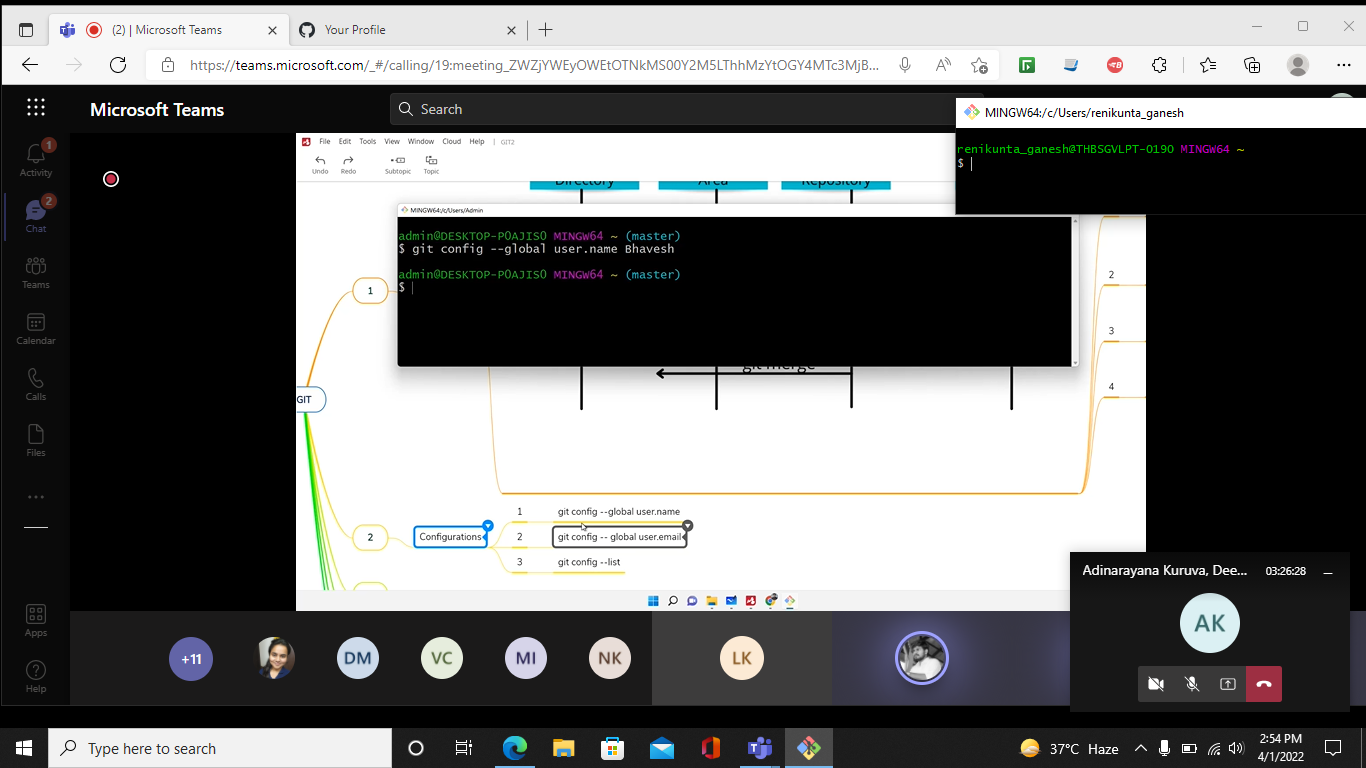 (2) | Microsoft Teams
Your Profile
https://teams.microsoft.com/_#/calling/19:meeting_ZWZjYWEyOWEtOTNkMS00Y2M5LThhMzYtOGY4MTc3MjB...
Microsoft Teams
Search
MINGW64:/c/Users/renikunta_ganesh
renikunta_ganesh@THBSGVLPT-0190 MINGW64 ~
$
Activity
1
Chat
2
Teams
Calendar
Calls
Files
Apps
Help
File Edit Tools View Window Cloud Help | GIT2
Undo Redo Subtopic Topic
Directory Area Repository
MINGW64:/c/Users/Admin
admin@DESKTOP-P0AJIS0 MINGW64 ~ (master)
$ git config --global user.name Bhavesh
admin@DESKTOP-P0AJIS0 MINGW64 ~ (master)
$
git merge
1
GIT
2
3
4
2
Configurations
1 git config --global user.name
2 git config -- global user.email
3 git config --list
+11
DM
VC
MI
NK
LK
Adinarayana Kuruva, Dee... 03:26:28
AK
Type here to search
37°C Haze
2:54 PM
4/1/2022